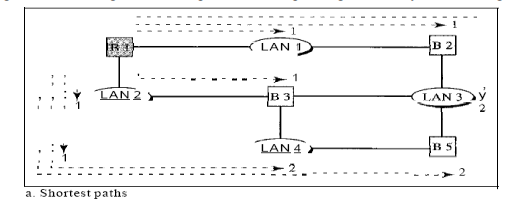 1
1
B 1
LAN 1
B 2
1
LAN 2
B 3
LAN 3
y
2
1
1
LAN 4
B 5
2
2
a. Shortest paths